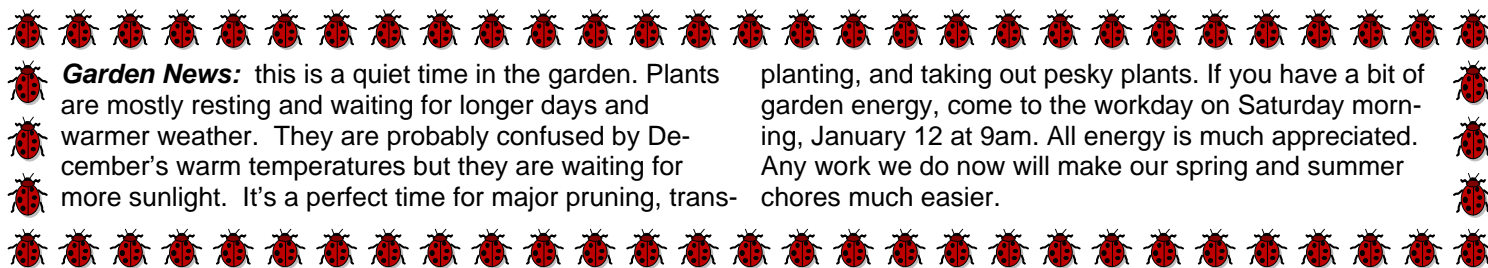 Garden News: this is a quiet time in the garden. Plants
are mostly resting and waiting for longer days and
warmer weather. They are probably confused by De-
cember's warm temperatures but they are waiting for
more sunlight. It's a perfect time for major pruning, trans-
planting, and taking out pesky plants. If you have a bit of
garden energy, come to the workday on Saturday morn-
ing, January 12 at 9am. All energy is much appreciated.
Any work we do now will make our spring and summer
chores much easier.